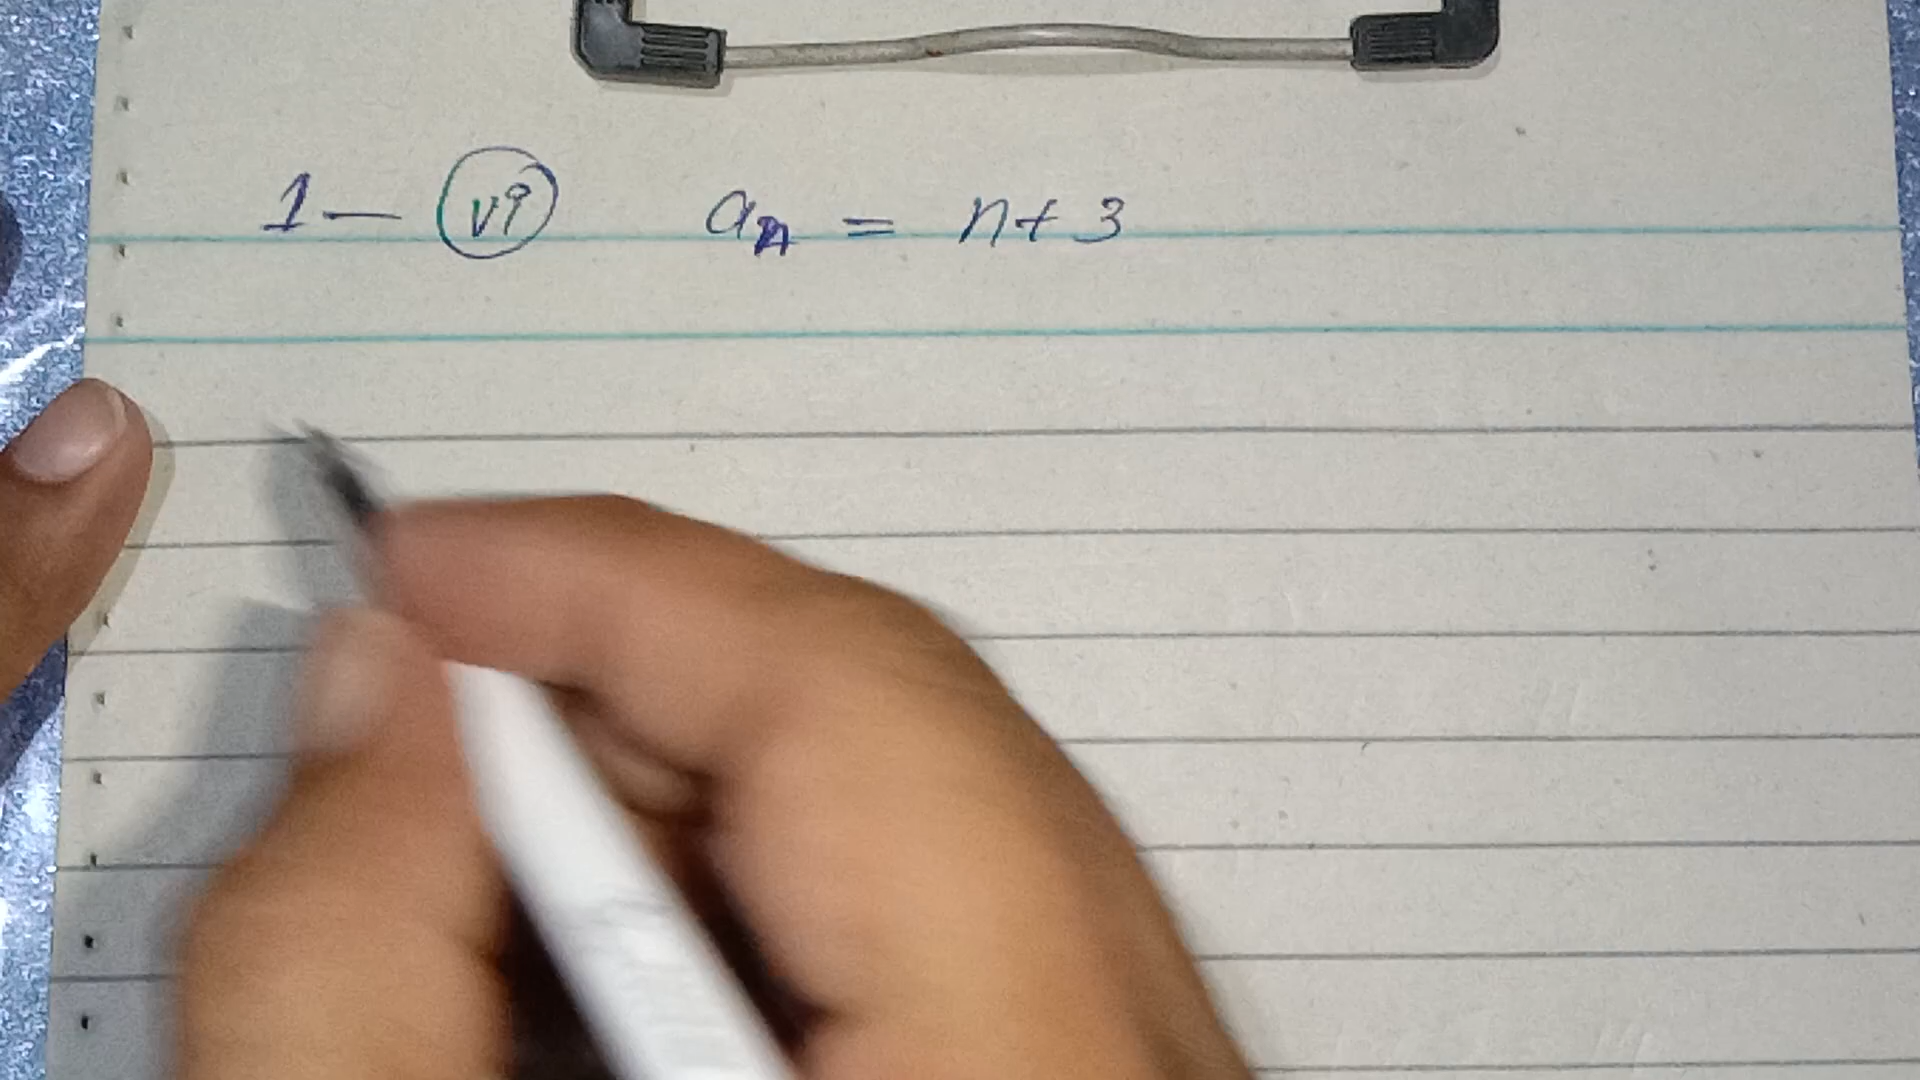 1— vi aₙ = n+3